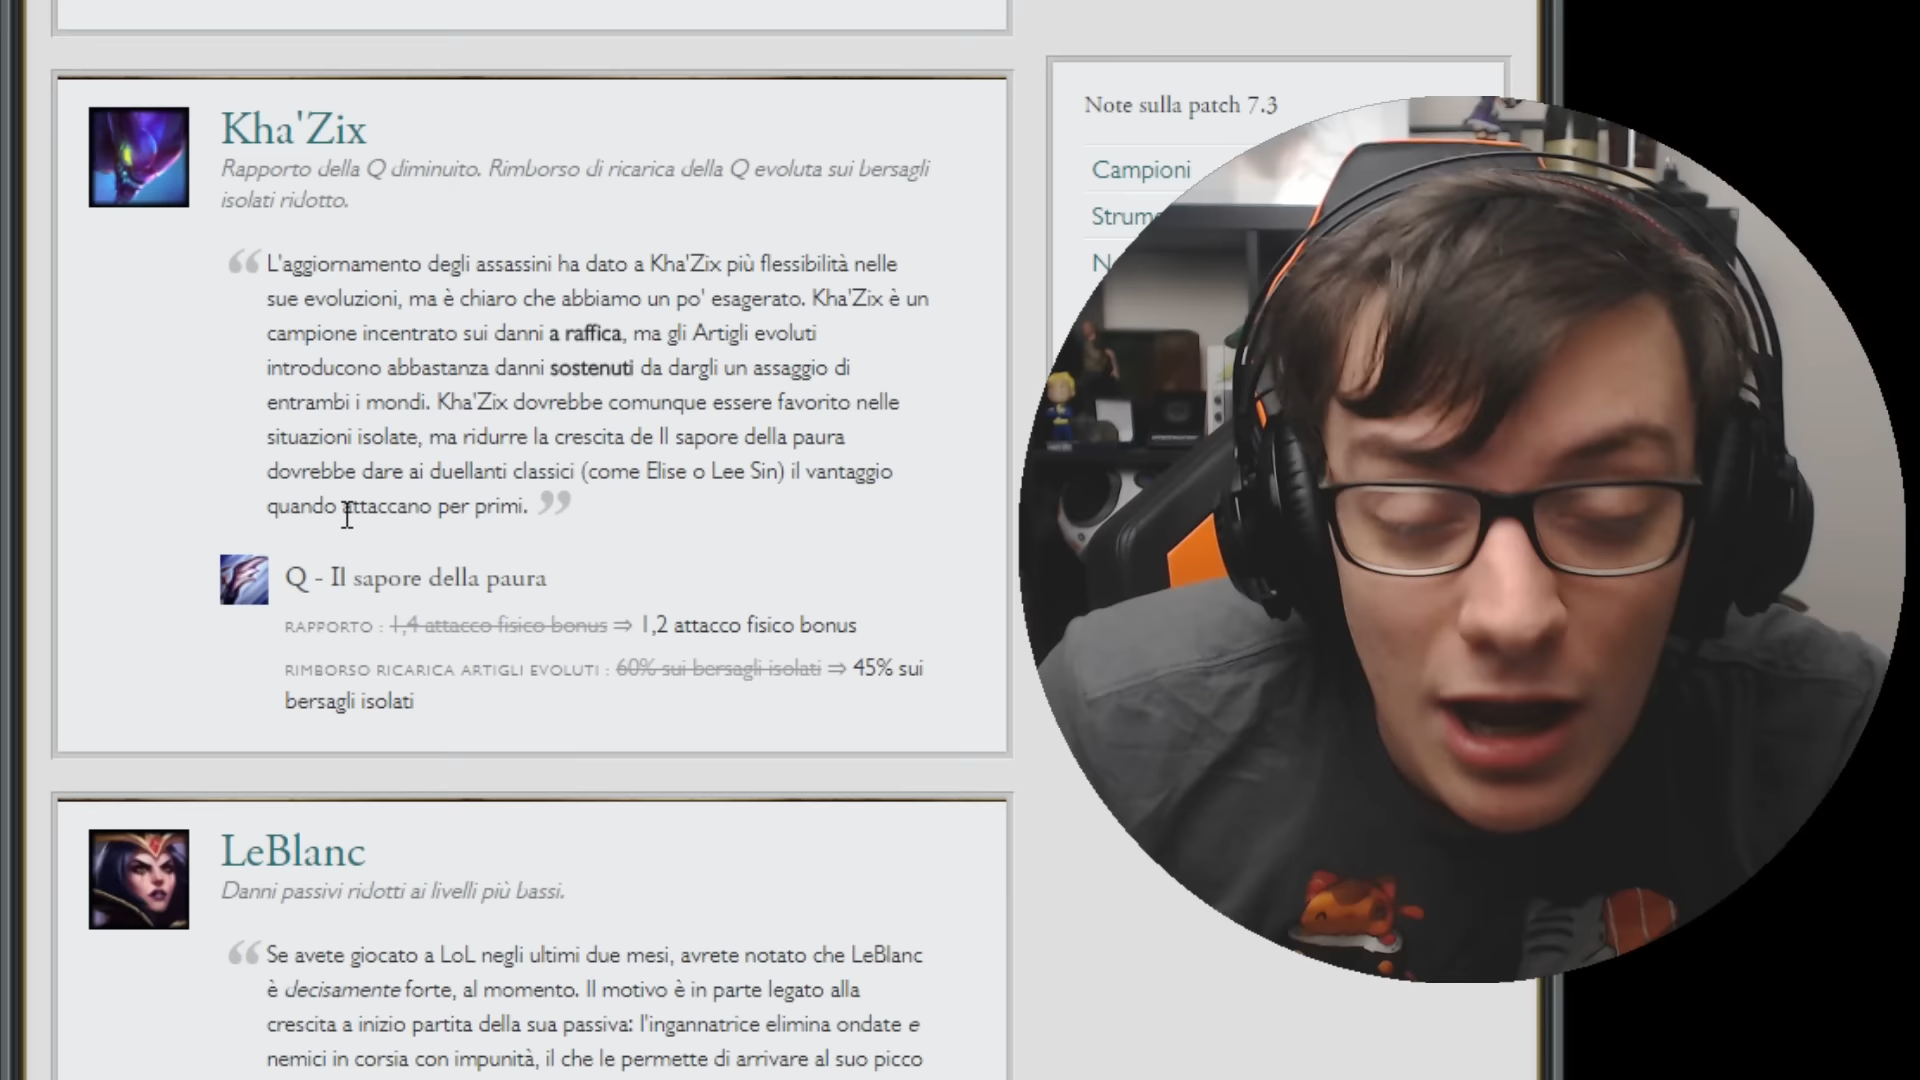 Kha'Zix
Rapporto della Q diminuito. Rimborso di ricarica della Q evoluta sui bersagli
isolati ridotto.
“ L'aggiornamento degli assassini ha dato a Kha'Zix più flessibilità nelle
sue evoluzioni, ma è chiaro che abbiamo un po' esagerato. Kha'Zix è un
campione incentrato sui danni a raffica, ma gli Artigli evoluti
introducono abbastanza danni sostenuti da dargli un assaggio di
entrambi i mondi. Kha'Zix dovrebbe comunque essere favorito nelle
situazioni isolate, ma ridurre la crescita de Il sapore della paura
dovrebbe dare ai duellanti classici (come Elise o Lee Sin) il vantaggio
quando attaccano per primi. ”
Q - Il sapore della paura
RAPPORTO : 1,4 attacco fisico bonus ⇒ 1,2 attacco fisico bonus
RIMBORSO RICARICA ARTIGLI EVOLUTI : 60% sui bersagli isolati ⇒ 45% sui
bersagli isolati
LeBlanc
Danni passivi ridotti ai livelli più bassi.
“ Se avete giocato a LoL negli ultimi due mesi, avrete notato che LeBlanc
è decisamente forte, al momento. Il motivo è in parte legato alla
crescita a inizio partita della sua passiva: l'ingannatrice elimina ondate e
nemici in corsia con impunità, il che le permette di arrivare al suo picco
Note sulla patch 7.3
Campioni